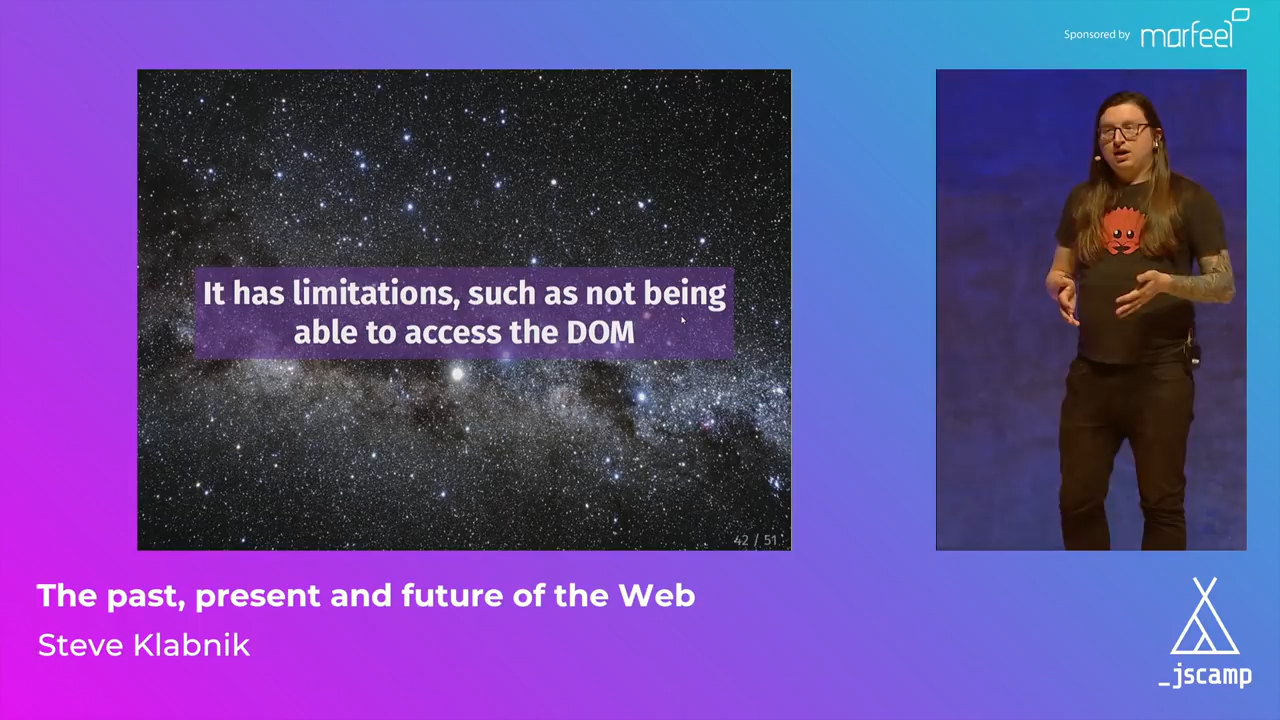 Sponsored by marfeel
It has limitations, such as not being
able to access the DOM
42 / 51
The past, present and future of the Web
Steve Klabnik
_jscamp